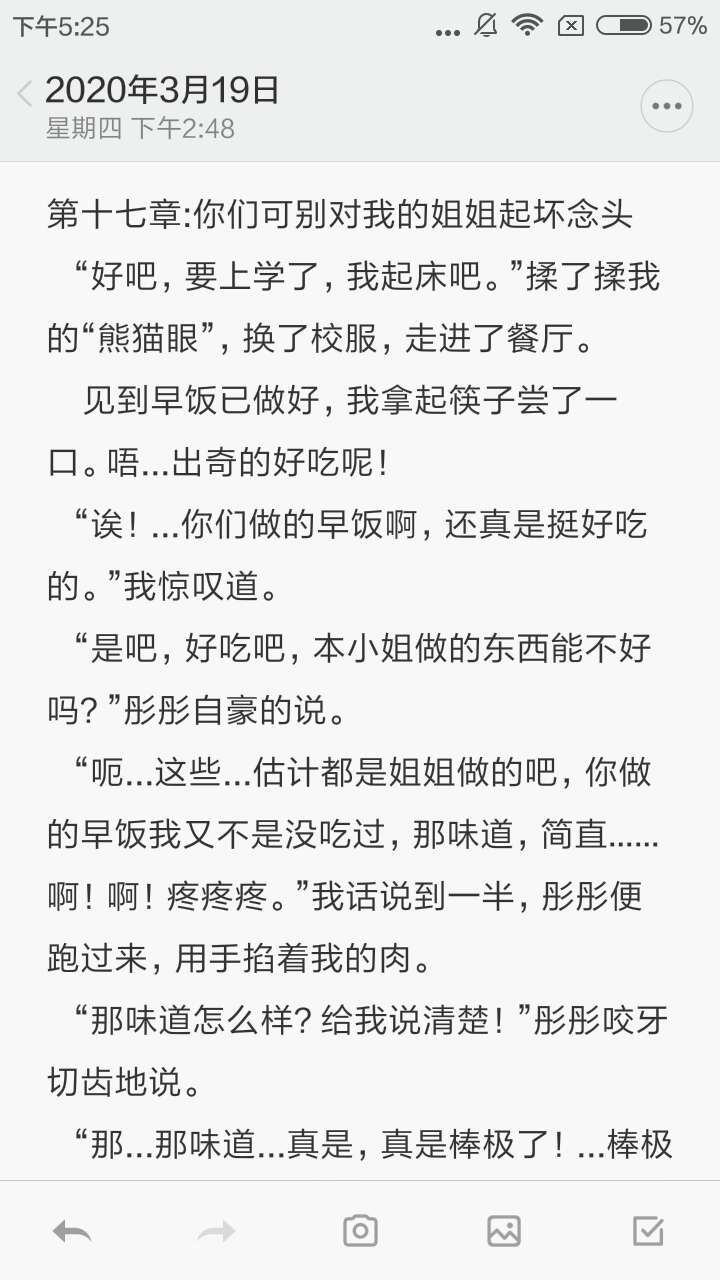 下午5:25
57%
2020年3月19日
星期四 下午2:48
第十七章:你们可别对我的姐姐起坏念头
“好吧，要上学了，我起床吧。”揉了揉我
的“熊猫眼”，换了校服，走进了餐厅。
见到早饭已做好，我拿起筷子尝了一
口。唔...出奇的好吃呢！
“诶！...你们做的早饭啊，还真是挺好吃
的。”我惊叹道。
“是吧，好吃吧，本小姐做的东西能不好
吗？”彤彤自豪的说。
“呃...这些...估计都是姐姐做的吧，你做
的早饭我又不是没吃过，那味道，简直......
啊！啊！疼疼疼。”我话说到一半，彤彤便
跑过来，用手掐着我的肉。
“那味道怎么样？给我说清楚！”彤彤咬牙
切齿地说。
“那...那味道...真是，真是棒极了！...棒极